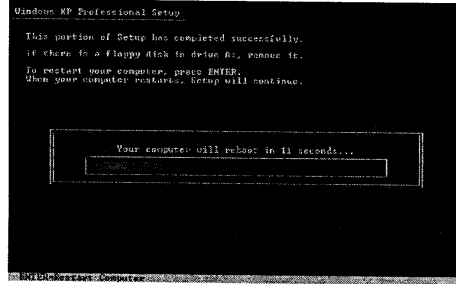 Windows XP Professional Setup
This portion of Setup has completed successfully.
If there is a floppy disk in drive A:, remove it.
To restart your computer, press ENTER.
When your computer restarts, Setup will continue.
Your computer will reboot in 11 seconds...
ENTER=Restart Computer